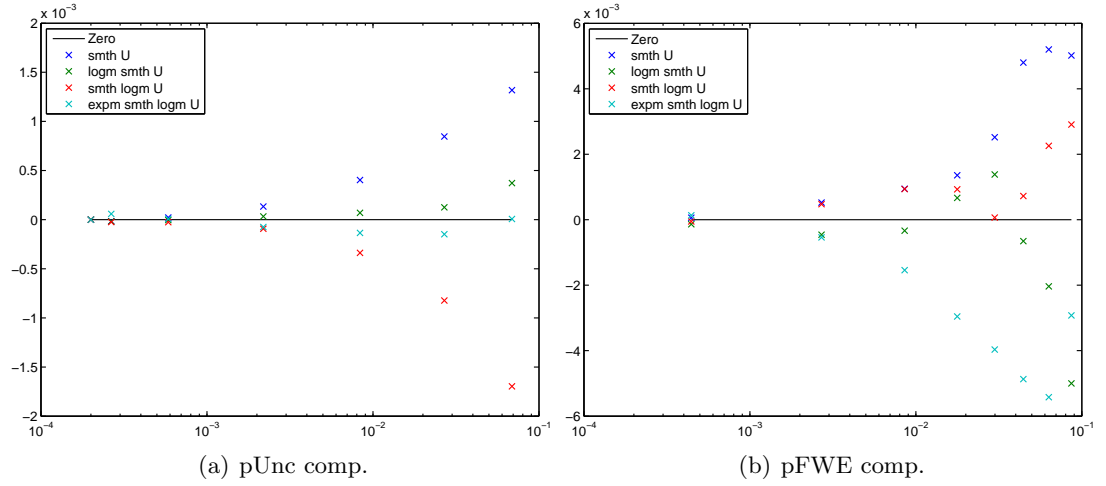 x 10⁻³
2
1.5
1
0.5
0
−0.5
−1
−1.5
−2
10⁻⁴
10⁻³
10⁻²
10⁻¹
Zero
smth U
logm smth U
smth logm U
expm smth logm U
(a) pUnc comp.
x 10⁻³
6
4
2
0
−2
−4
−6
10⁻⁴
10⁻³
10⁻²
10⁻¹
Zero
smth U
logm smth U
smth logm U
expm smth logm U
(b) pFWE comp.